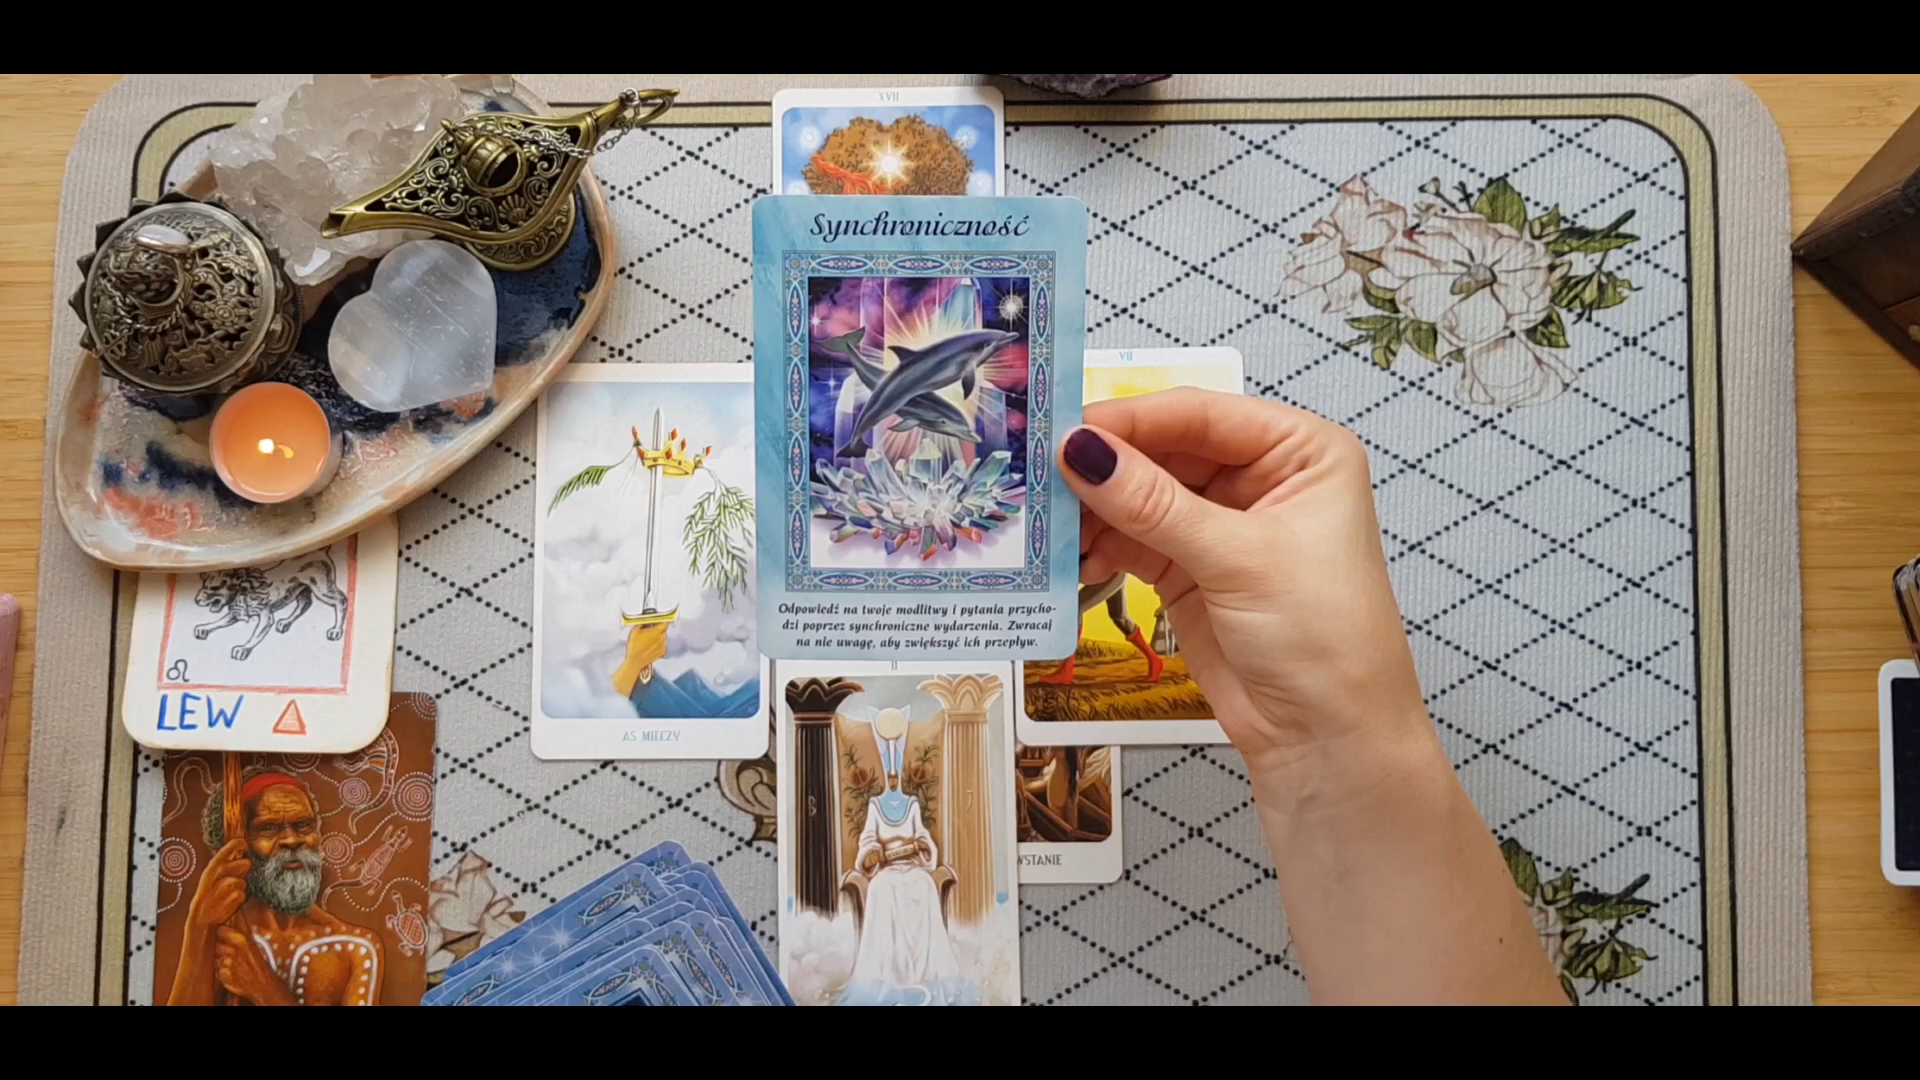 XVII
Synchroniczność
VII
Odpowiedź na twoje modlitwy i pytania przycho-
dzi poprzez synchroniczne wydarzenia. Zwracaj
na nie uwagę, aby zwiększyć ich przepływ.
II
LEW
AS MIECZY
B
J
WSTANIE